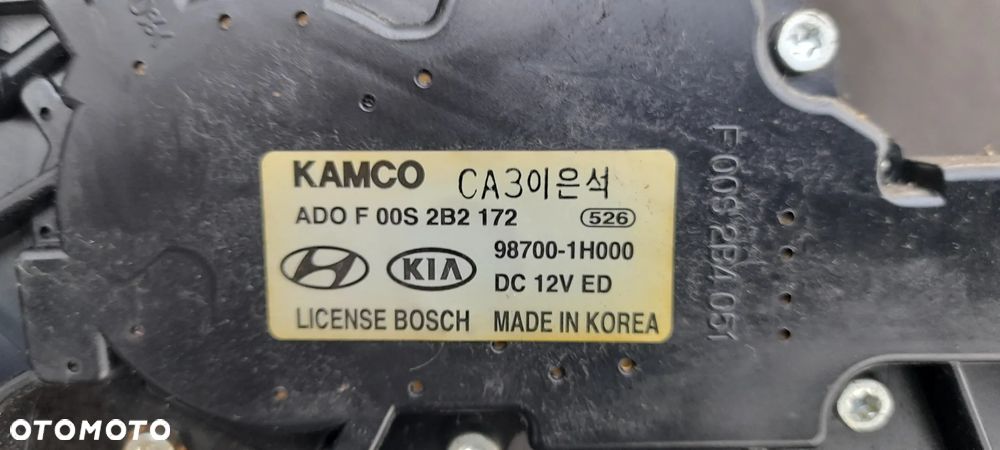 KAMCO CA3이은석
ADO F 00S 2B2 172 526
KIA 98700-1H000
DC 12V ED
LICENSE BOSCH MADE IN KOREA
F 00S 2B4 051
OTOMOTO